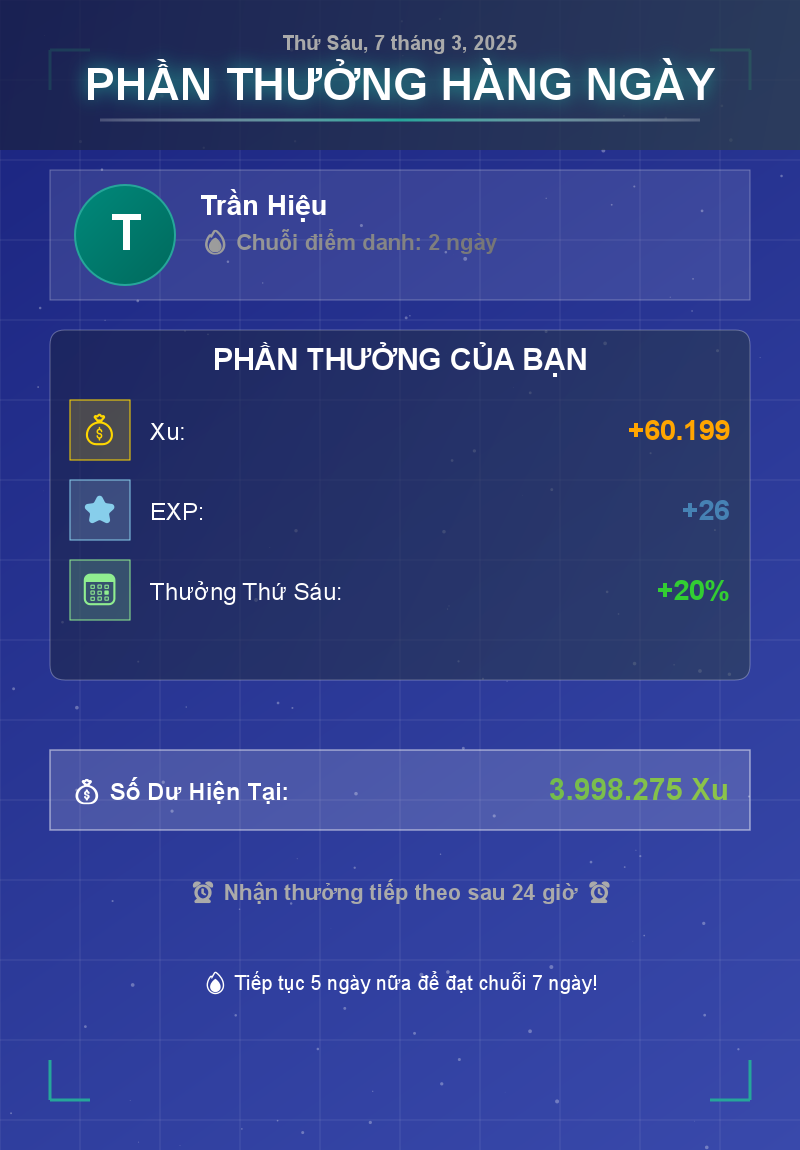 Thứ Sáu, 7 tháng 3, 2025
PHẦN THƯỞNG HÀNG NGÀY
T
Trần Hiệu
Chuỗi điểm danh: 2 ngày
PHẦN THƯỞNG CỦA BẠN
Xu: +60.199
EXP: +26
Thưởng Thứ Sáu: +20%
Số Dư Hiện Tại: 3.998.275 Xu
Nhận thưởng tiếp theo sau 24 giờ
Tiếp tục 5 ngày nữa để đạt chuỗi 7 ngày!